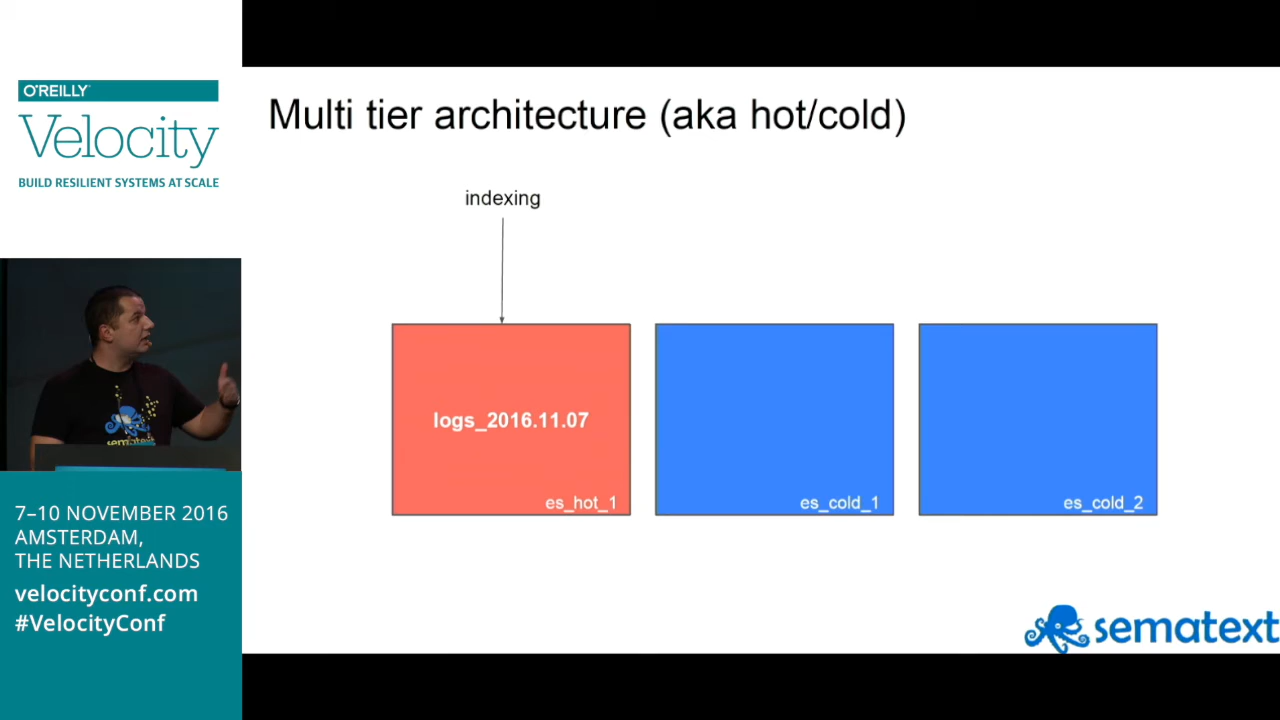 O'REILLY
Velocity
BUILD RESILIENT SYSTEMS AT SCALE
7–10 NOVEMBER 2016
AMSTERDAM,
THE NETHERLANDS
velocityconf.com
#VelocityConf
sematext
Multi tier architecture (aka hot/cold)
indexing
logs_2016.11.07
es_hot_1
es_cold_1
es_cold_2
sematext